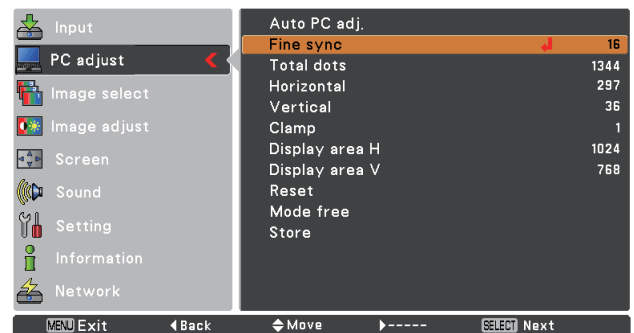 Input
PC adjust
Image select
Image adjust
Screen
Sound
Setting
Information
Network
Auto PC adj.
Fine sync 16
Total dots 1344
Horizontal 297
Vertical 36
Clamp 1
Display area H 1024
Display area V 768
Reset
Mode free
Store
MENU Exit Back Move ----- SELECT Next